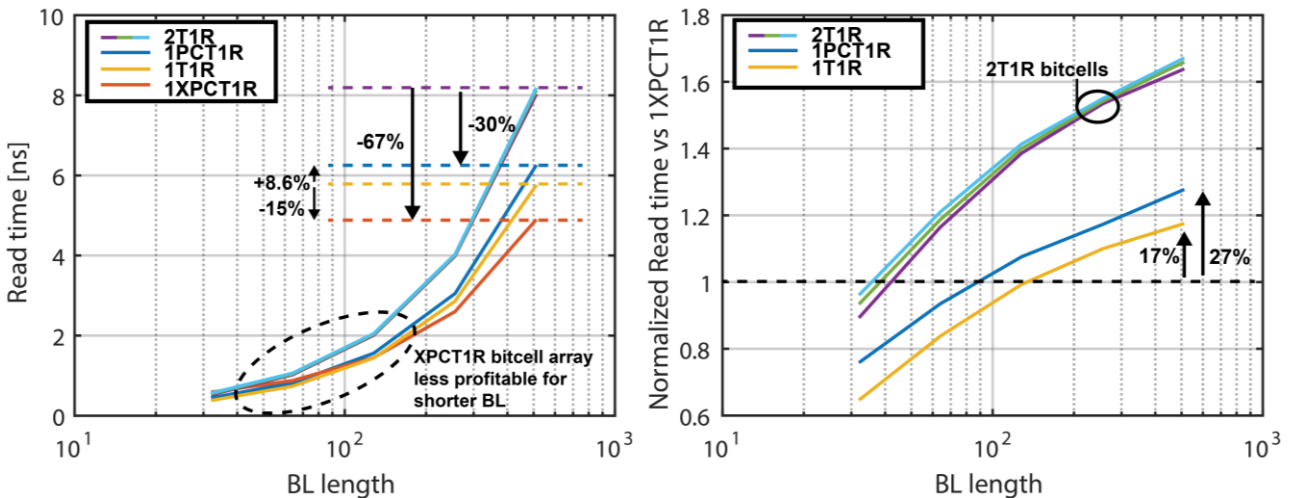 10
8
6
4
2
0
Read time [ns]
2T1R
1PCT1R
1T1R
1XPCT1R
-67%
-30%
+8.6%
-15%
XPCT1R bitcell array
less profitable for
shorter BL
10^1
10^2
10^3
BL length
1.8
1.6
1.4
1.2
1
0.8
0.6
Normalized Read time vs 1XPCT1R
2T1R
1PCT1R
1T1R
2T1R bitcells
17%
27%
10^1
10^2
10^3
BL length